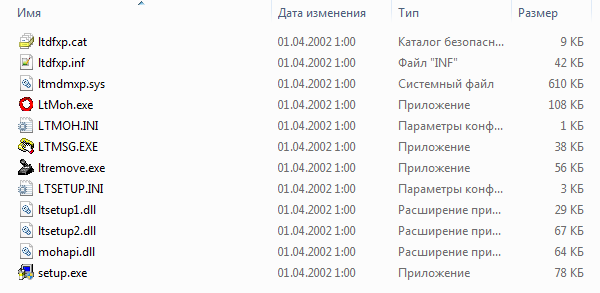 Имя Дата изменения Тип Размер
ltdfxp.cat 01.04.2002 1:00 Каталог безопасн... 9 КБ
ltdfxp.inf 01.04.2002 1:00 Файл "INF" 42 КБ
ltmdmxp.sys 01.04.2002 1:00 Системный файл 610 КБ
LtMoh.exe 01.04.2002 1:00 Приложение 108 КБ
LTMOH.INI 01.04.2002 1:00 Параметры конф... 1 КБ
LTMSG.EXE 01.04.2002 1:00 Приложение 38 КБ
ltremove.exe 01.04.2002 1:00 Приложение 56 КБ
LTSETUP.INI 01.04.2002 1:00 Параметры конф... 3 КБ
ltsetup1.dll 01.04.2002 1:00 Расширение при... 29 КБ
ltsetup2.dll 01.04.2002 1:00 Расширение при... 67 КБ
mohapi.dll 01.04.2002 1:00 Расширение при... 64 КБ
setup.exe 01.04.2002 1:00 Приложение 78 КБ